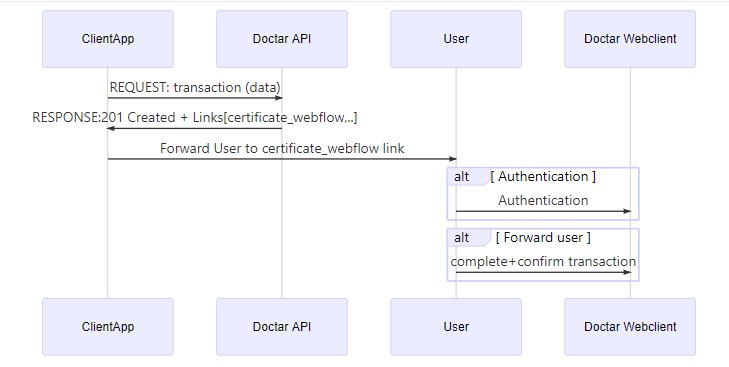 ClientApp
Doctar API
User
Doctar Webclient
REQUEST: transaction (data)
RESPONSE:201 Created + Links[certificate_webflow,..]
Forward User to certificate_webflow link
alt [ Authentication ]
Authentication
alt [ Forward user ]
complete+confirm transaction
ClientApp
Doctar API
User
Doctar Webclient